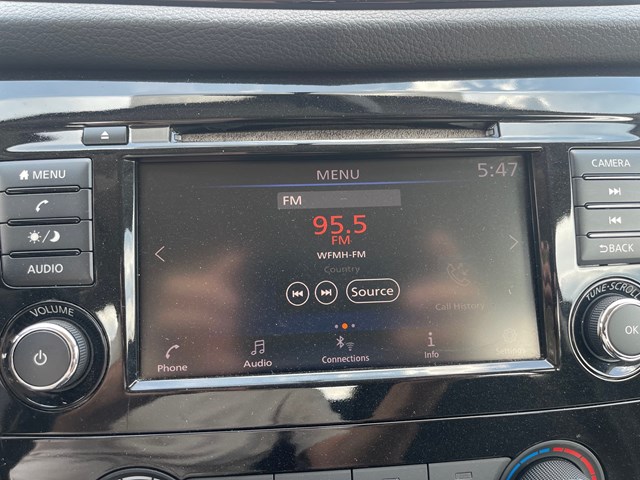 MENU
AUDIO
VOLUME
MENU
5:47
FM
95.5
FM
WFMH-FM
Country
Source
Call History
Phone
Audio
Connections
Info
CAMERA
BACK
TUNE·SCROLL
OK